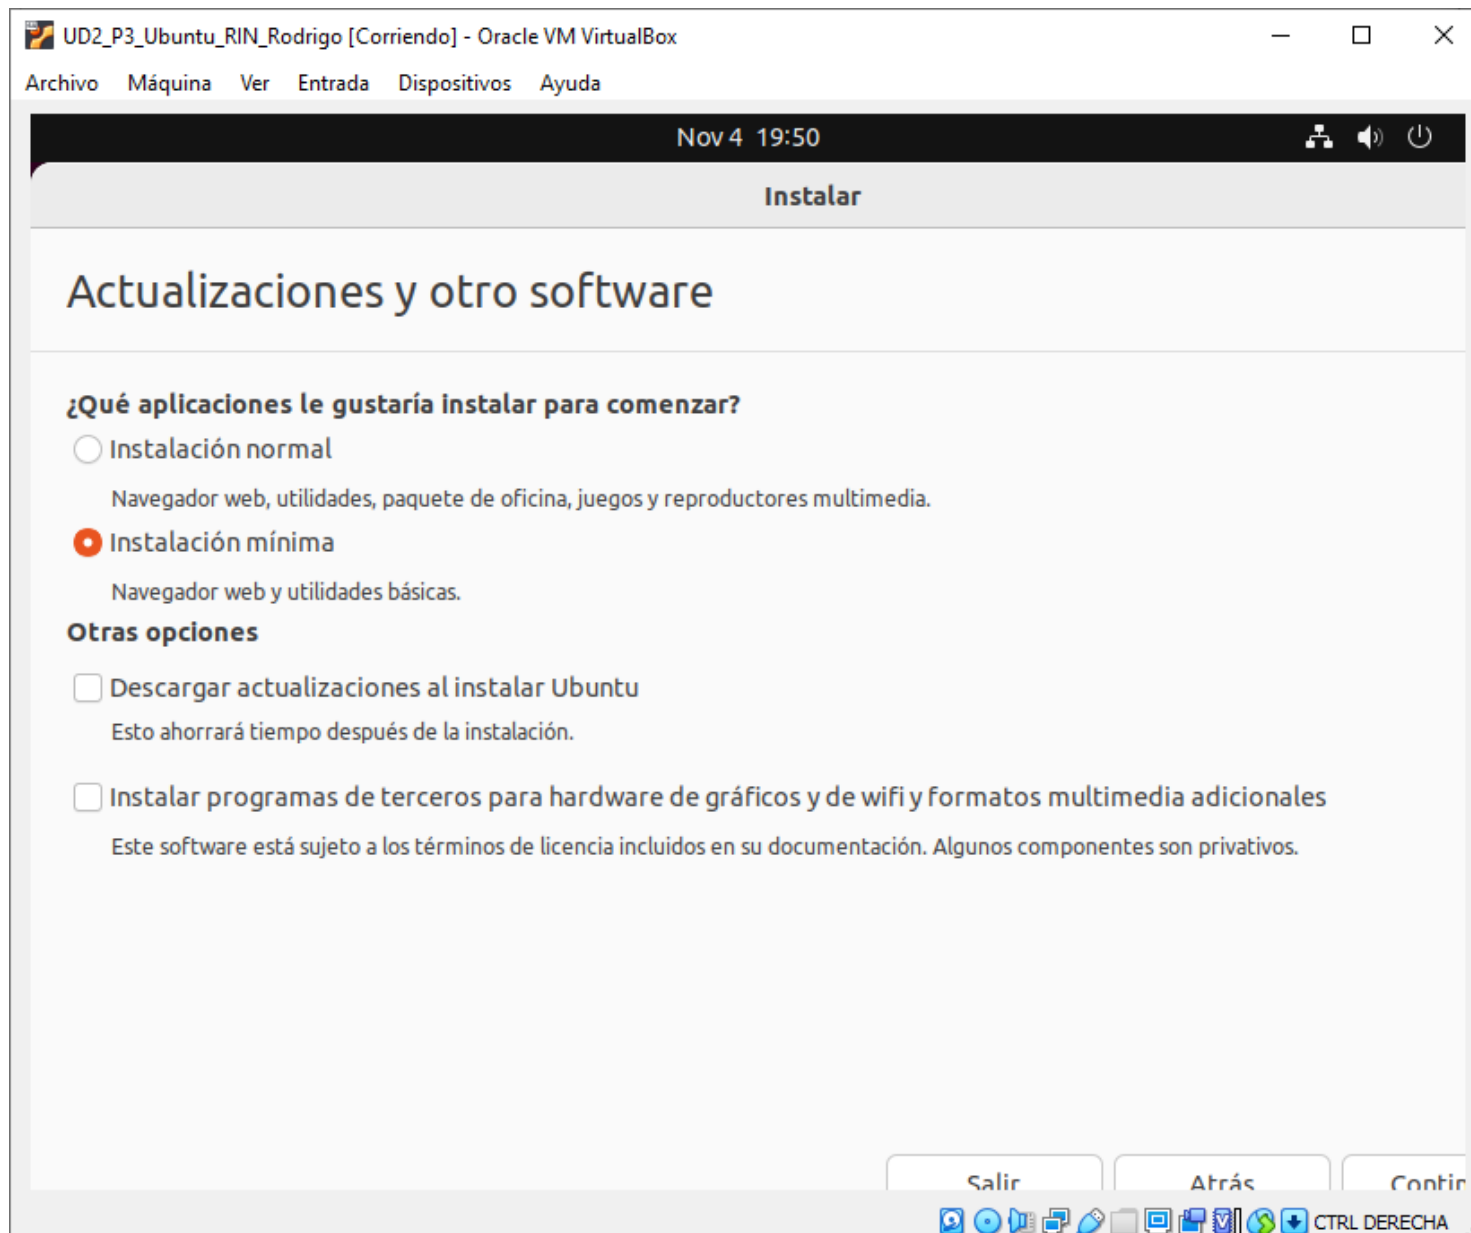 UD2_P3_Ubuntu_RIN_Rodrigo [Corriendo] - Oracle VM VirtualBox
Archivo Máquina Ver Entrada Dispositivos Ayuda
Nov 4 19:50
Instalar
Actualizaciones y otro software
¿Qué aplicaciones le gustaría instalar para comenzar?
Instalación normal
Navegador web, utilidades, paquete de oficina, juegos y reproductores multimedia.
Instalación mínima
Navegador web y utilidades básicas.
Otras opciones
Descargar actualizaciones al instalar Ubuntu
Esto ahorrará tiempo después de la instalación.
Instalar programas de terceros para hardware de gráficos y de wifi y formatos multimedia adicionales
Este software está sujeto a los términos de licencia incluidos en su documentación. Algunos componentes son privativos.
Salir Atrás Contin
CTRL DERECHA